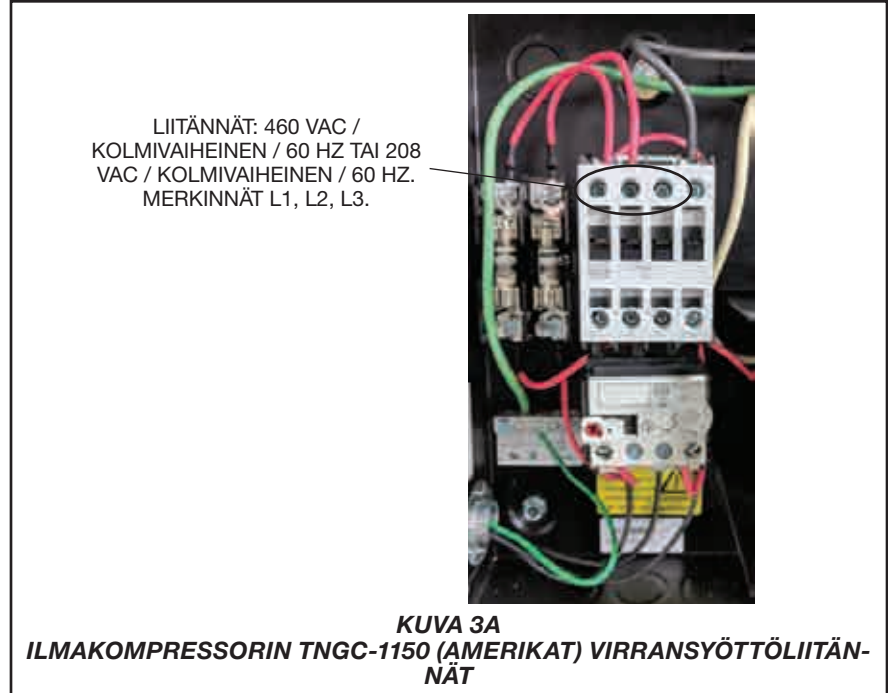 LIITÄNNÄT: 460 VAC /
KOLMIVAIHEINEN / 60 HZ TAI 208
VAC / KOLMIVAIHEINEN / 60 HZ.
MERKINNÄT L1, L2, L3.
KUVA 3A
ILMAKOMPRESSORIN TNGC-1150 (AMERIKAT) VIRRANSYÖTTÖLIITÄN-
NÄT